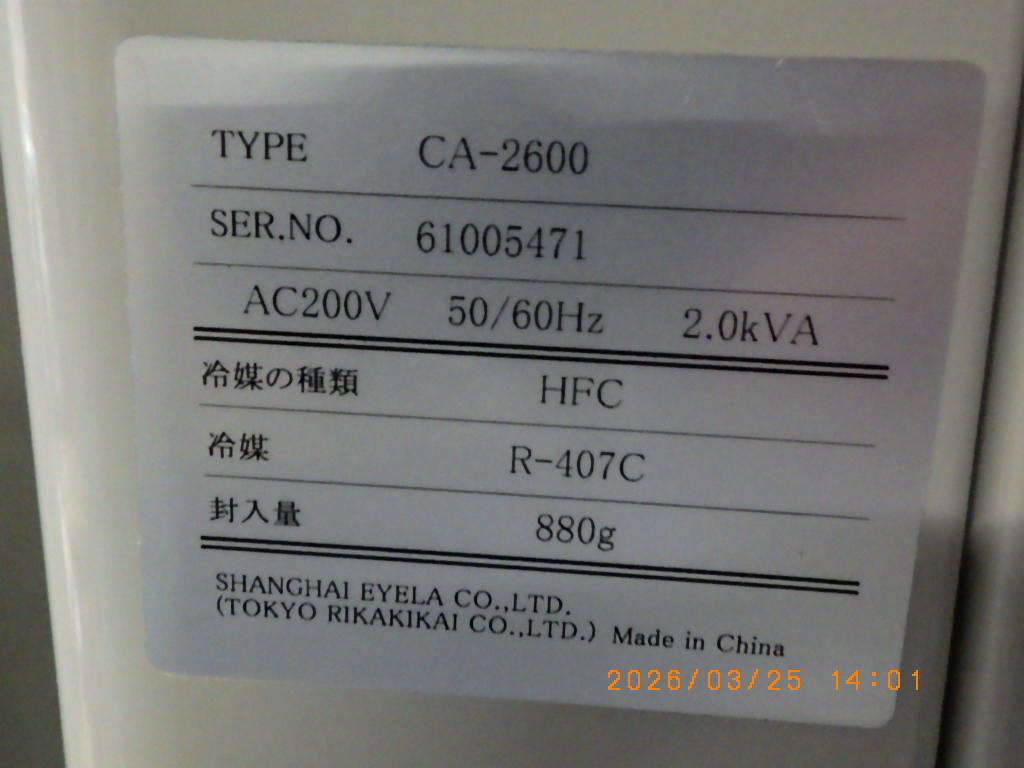 TYPE CA-2600
SER.NO. 61005471
AC200V 50/60Hz 2.0kVA
冷媒の種類 HFC
冷媒 R-407C
封入量 880g
SHANGHAI EYELA CO.,LTD.
(TOKYO RIKAKIKAI CO.,LTD.) Made in China
2026/03/25 14:01